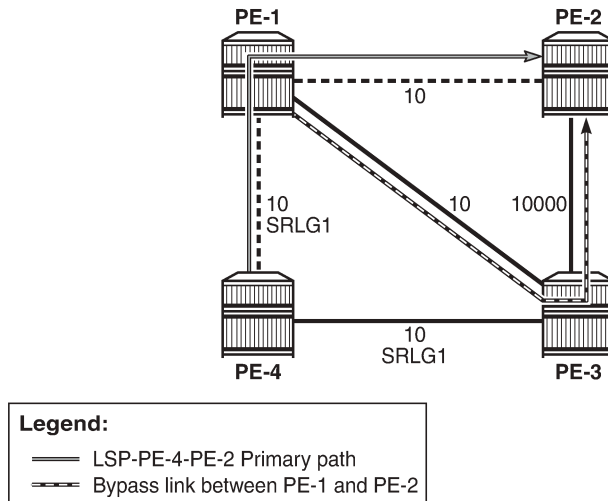 PE-1
PE-2
10
10
SRLG1
10
10000
10
SRLG1
PE-4
PE-3
Legend:
LSP-PE-4-PE-2 Primary path
Bypass link between PE-1 and PE-2